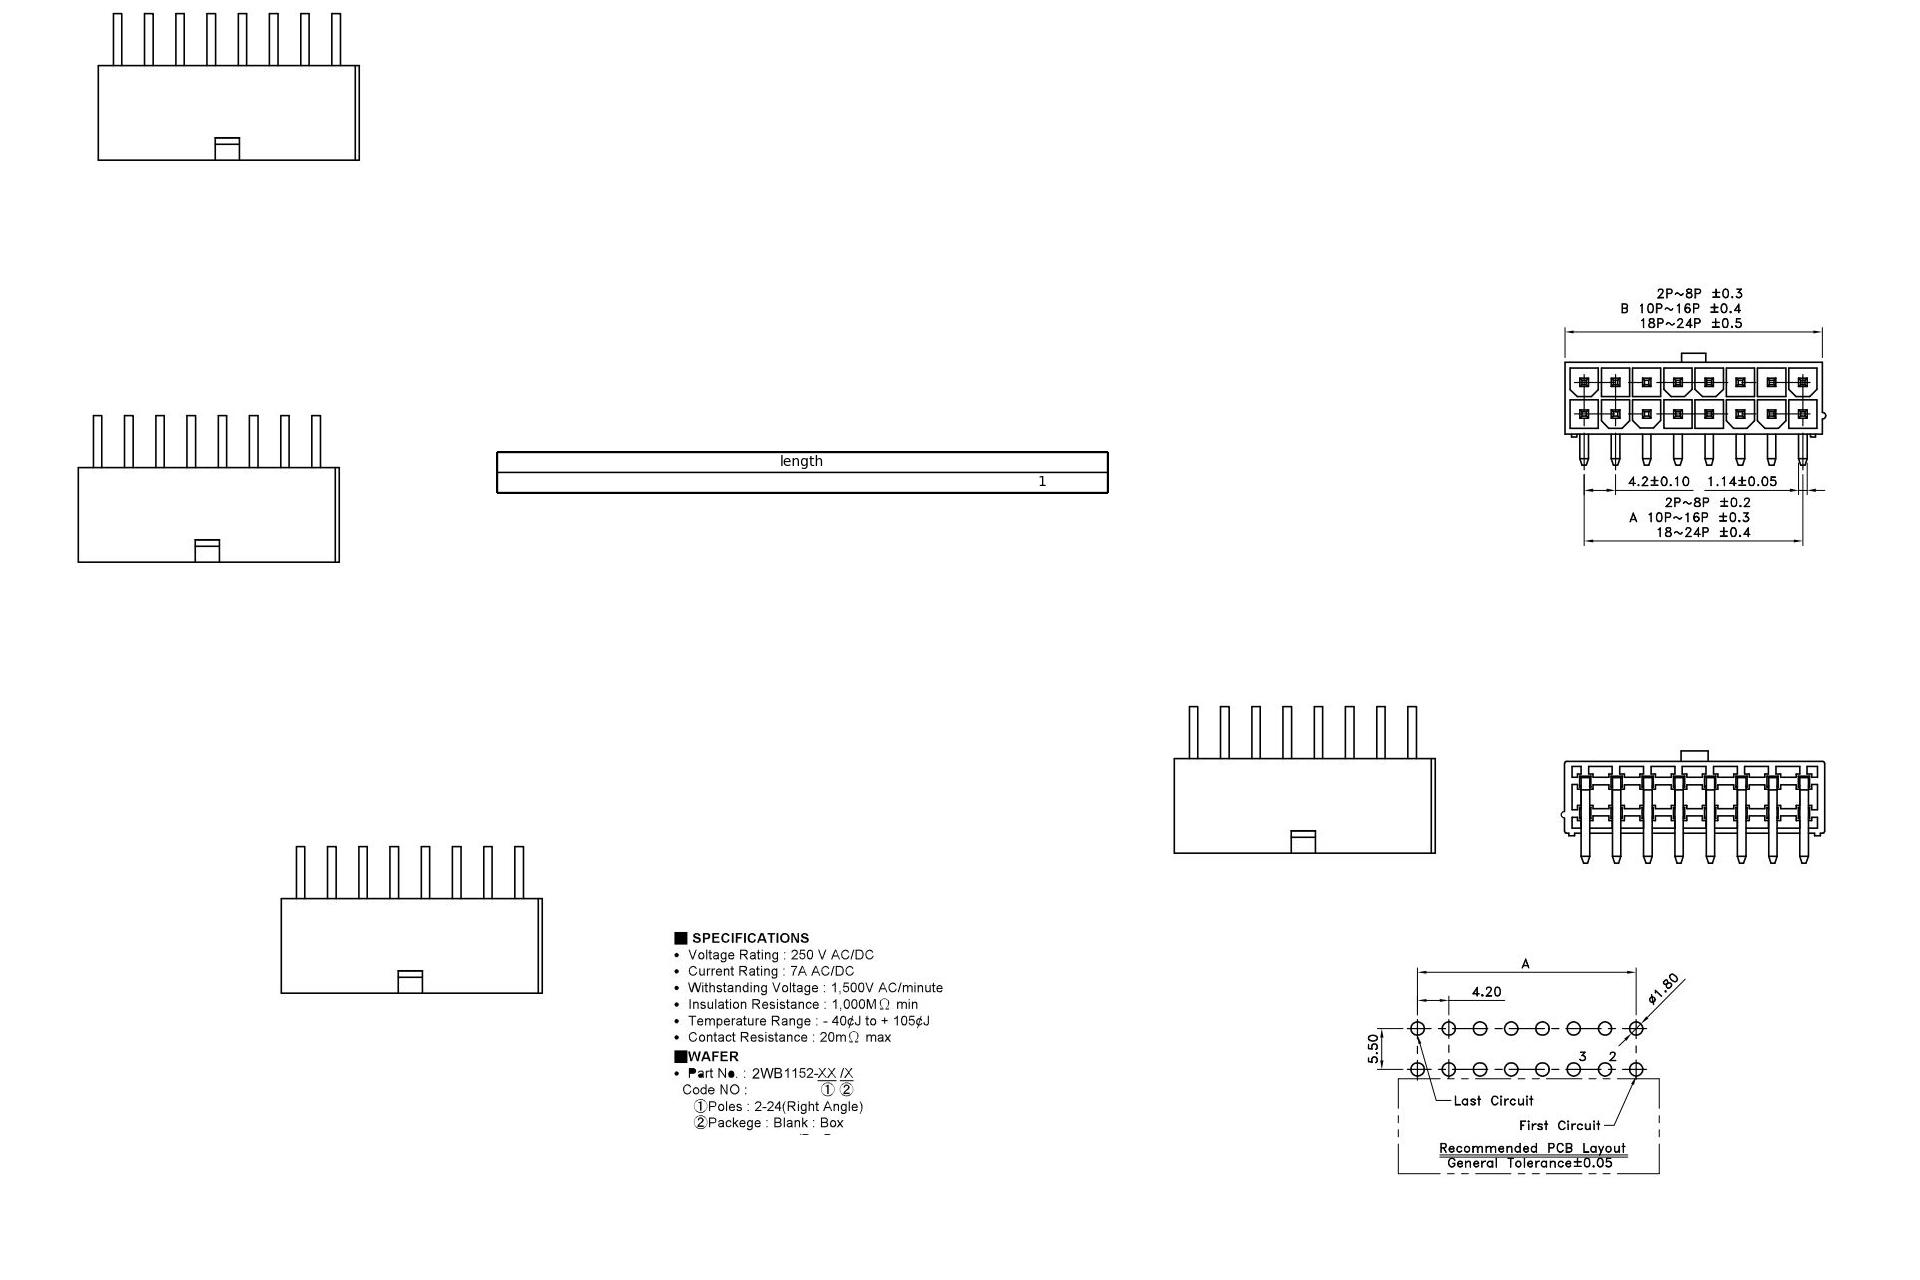 2P~8P ±0.3
B 10P~16P ±0.4
18P~24P ±0.5
length
1
4.2±0.10 1.14±0.05
2P~8P ±0.2
A 10P~16P ±0.3
18~24P ±0.4
■ SPECIFICATIONS
• Voltage Rating : 250 V AC/DC
• Current Rating : 7A AC/DC
• Withstanding Voltage : 1,500V AC/minute
• Insulation Resistance : 1,000MΩ min
• Temperature Range : - 40¢J to + 105¢J
• Contact Resistance : 20mΩ max
■WAFER
• Part No. : 2WB1152-XX /X
Code NO : ① ②
①Poles : 2-24(Right Angle)
②Packege : Blank : Box
A
4.20
ø1.80
5.50
3 2
Last Circuit
First Circuit
Recommended PCB Layout
General Tolerance±0.05